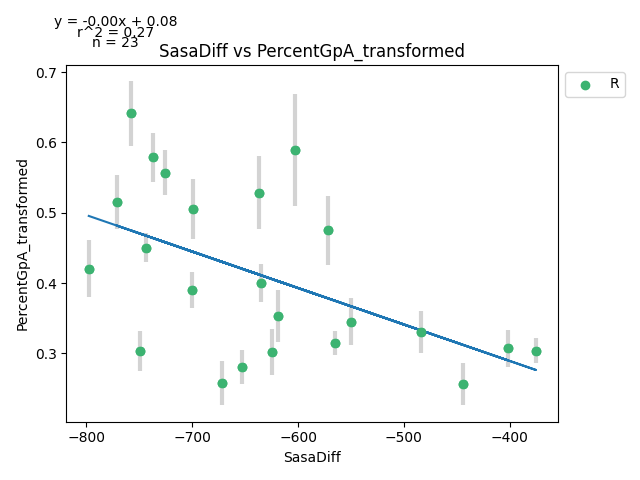 y = -0.00x + 0.08
r^2 = 0.27
n = 23
SasaDiff vs PercentGpA_transformed
R
0.7
0.6
0.5
0.4
0.3
PercentGpA_transformed
−800
−700
−600
−500
−400
SasaDiff